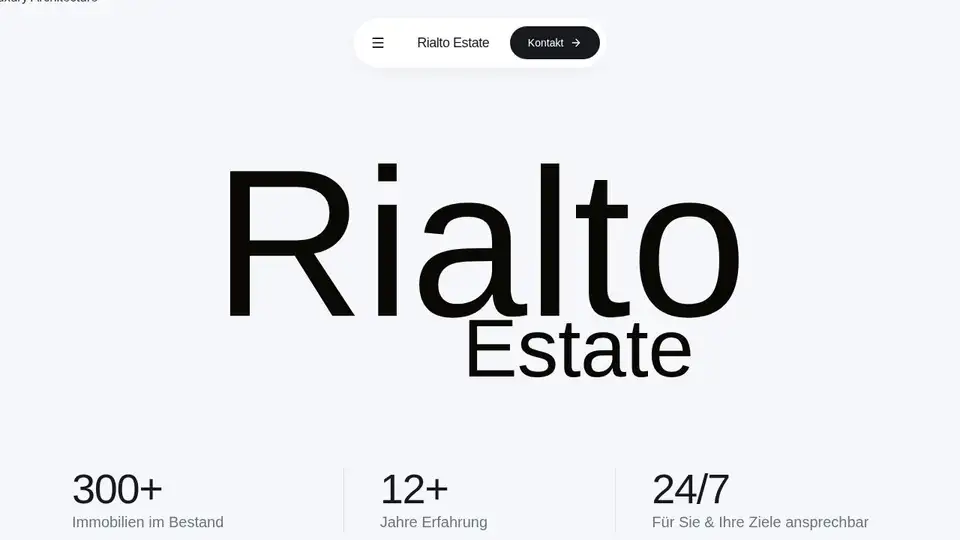 Architecture
Rialto Estate
Kontakt
Rialto
Estate
300+
Immobilien im Bestand
12+
Jahre Erfahrung
24/7
Für Sie & Ihre Ziele ansprechbar